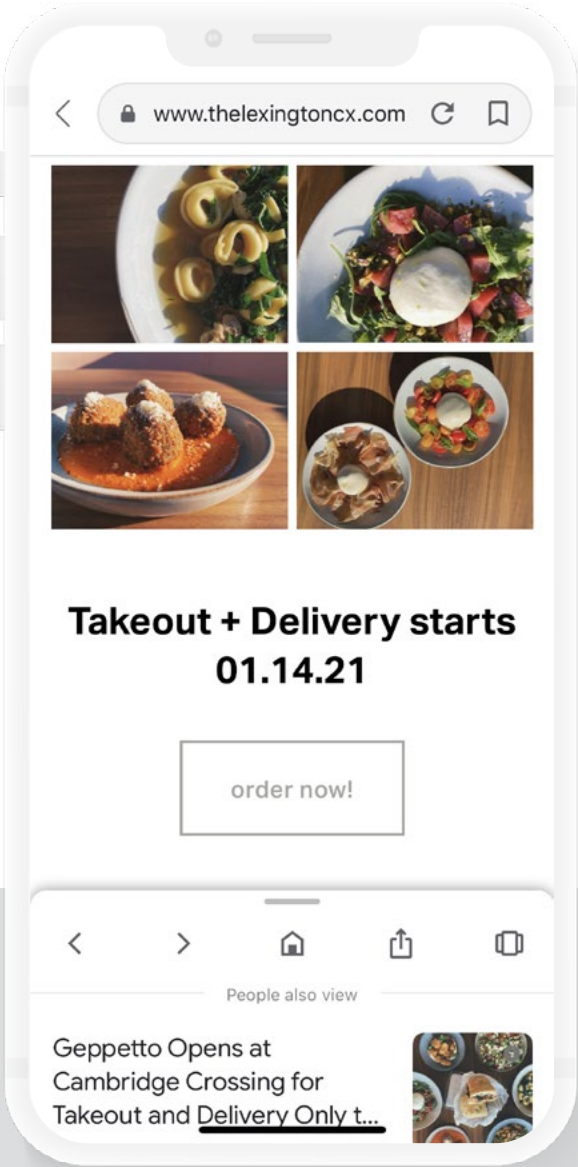 www.thelexingtoncx.com
Takeout + Delivery starts
01.14.21
order now!
People also view
Geppetto Opens at
Cambridge Crossing for
Takeout and Delivery Only t...